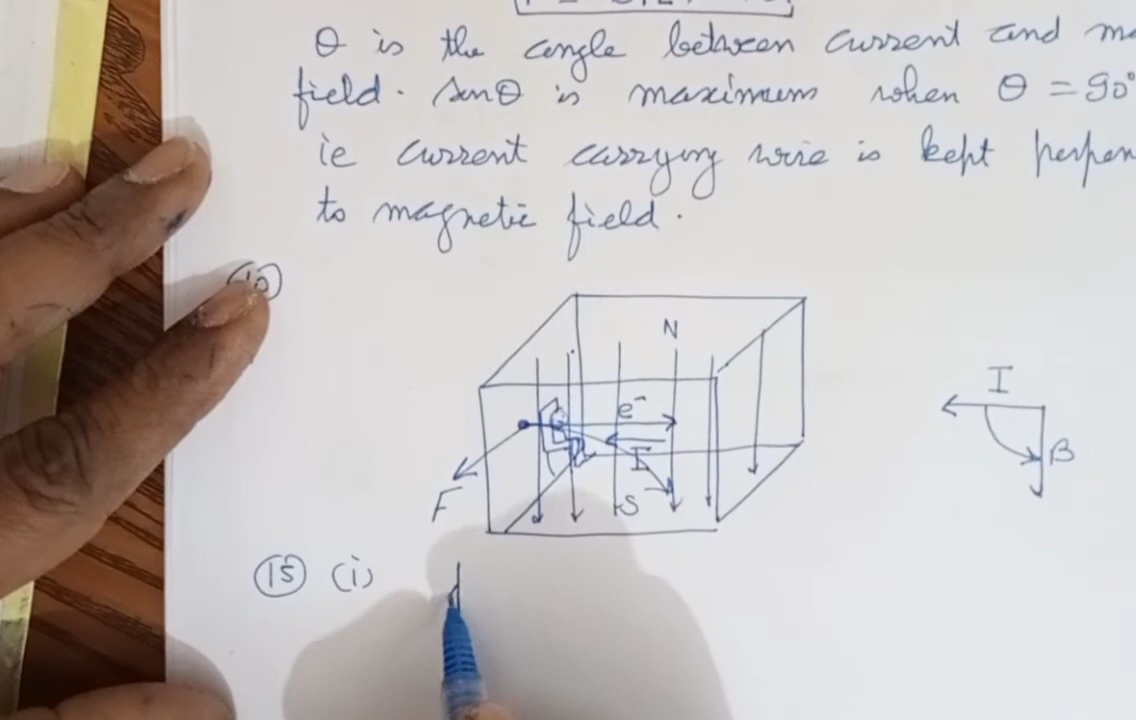 θ is the angle between current and
field. Sinθ is maximum when θ = 90°
ie current carrying wire is kept
to magnetic field.
N
e⁻
I
I
B
F
S
15 (i)